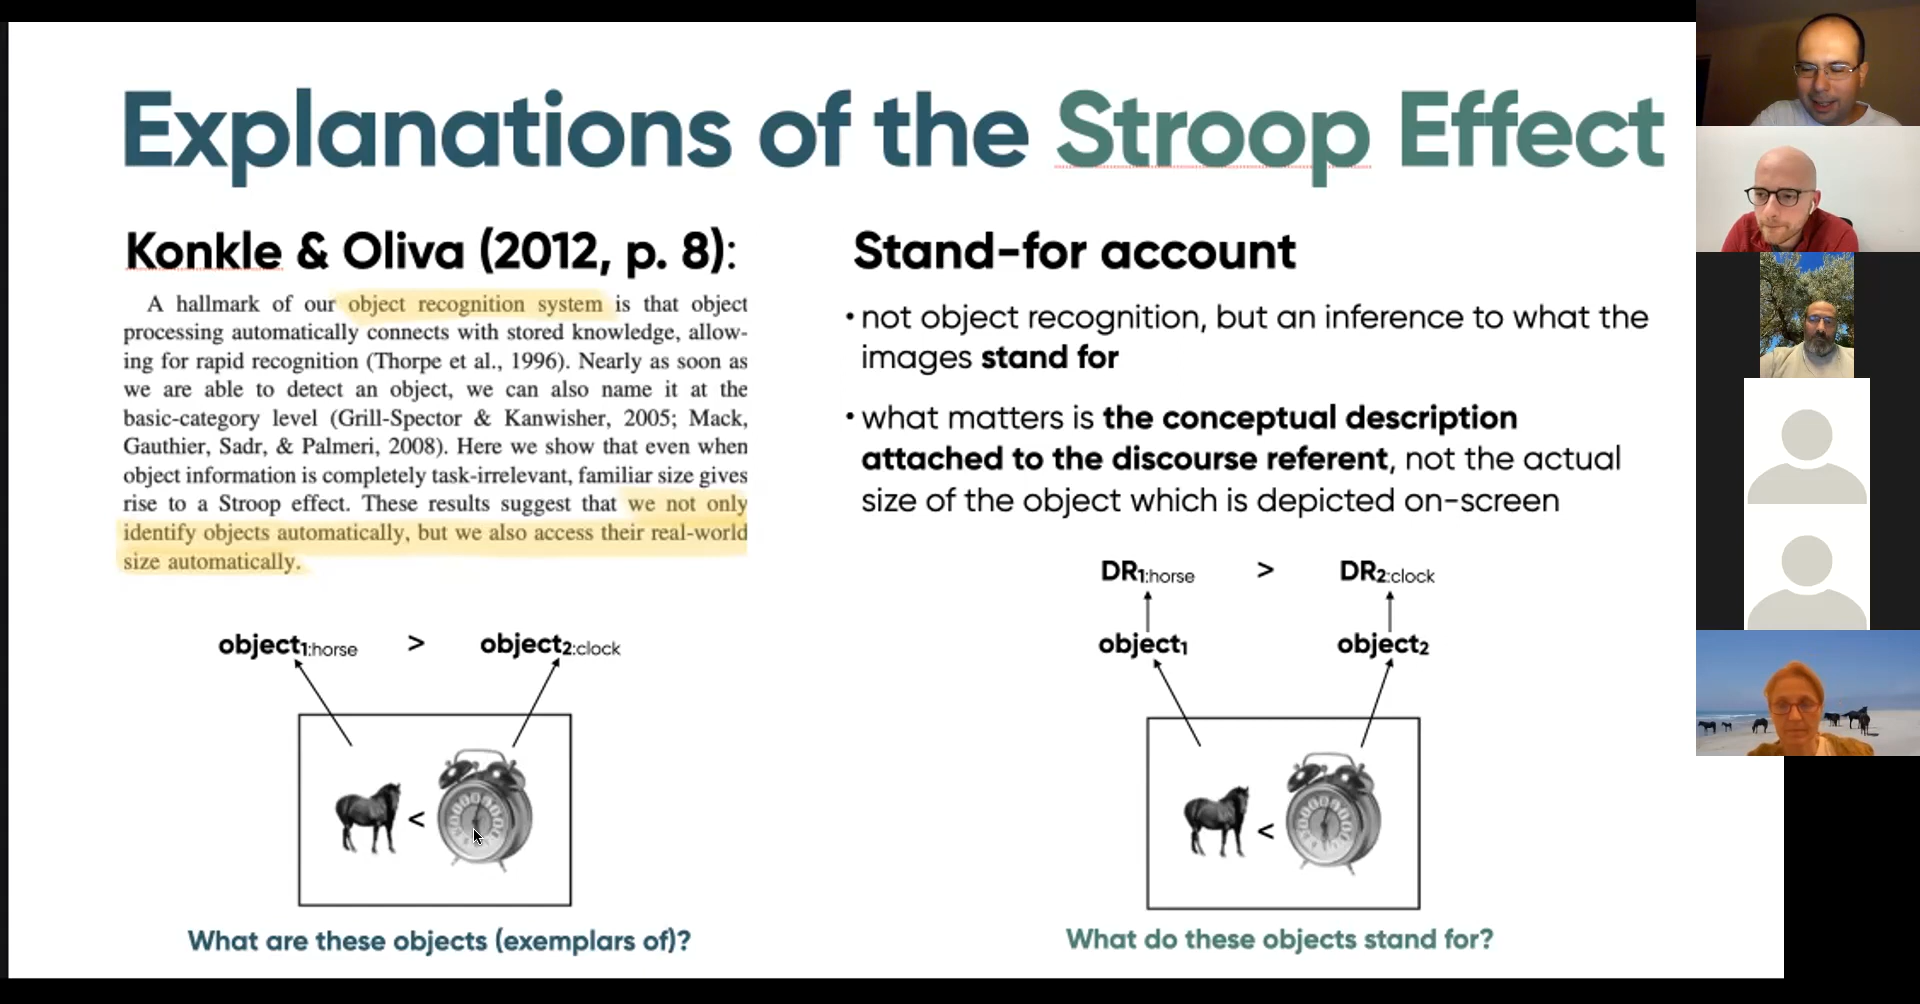 Explanations of the Stroop Effect
Konkle & Oliva (2012, p. 8):
A hallmark of our object recognition system is that object
processing automatically connects with stored knowledge, allow-
ing for rapid recognition (Thorpe et al., 1996). Nearly as soon as
we are able to detect an object, we can also name it at the
basic-category level (Grill-Spector & Kanwisher, 2005; Mack,
Gauthier, Sadr, & Palmeri, 2008). Here we show that even when
object information is completely task-irrelevant, familiar size gives
rise to a Stroop effect. These results suggest that we not only
identify objects automatically, but we also access their real-world
size automatically.
object1:horse > object2:clock
<
What are these objects (exemplars of)?
Stand-for account
• not object recognition, but an inference to what the
images stand for
• what matters is the conceptual description
attached to the discourse referent, not the actual
size of the object which is depicted on-screen
DR1:horse > DR2:clock
object1 object2
<
What do these objects stand for?